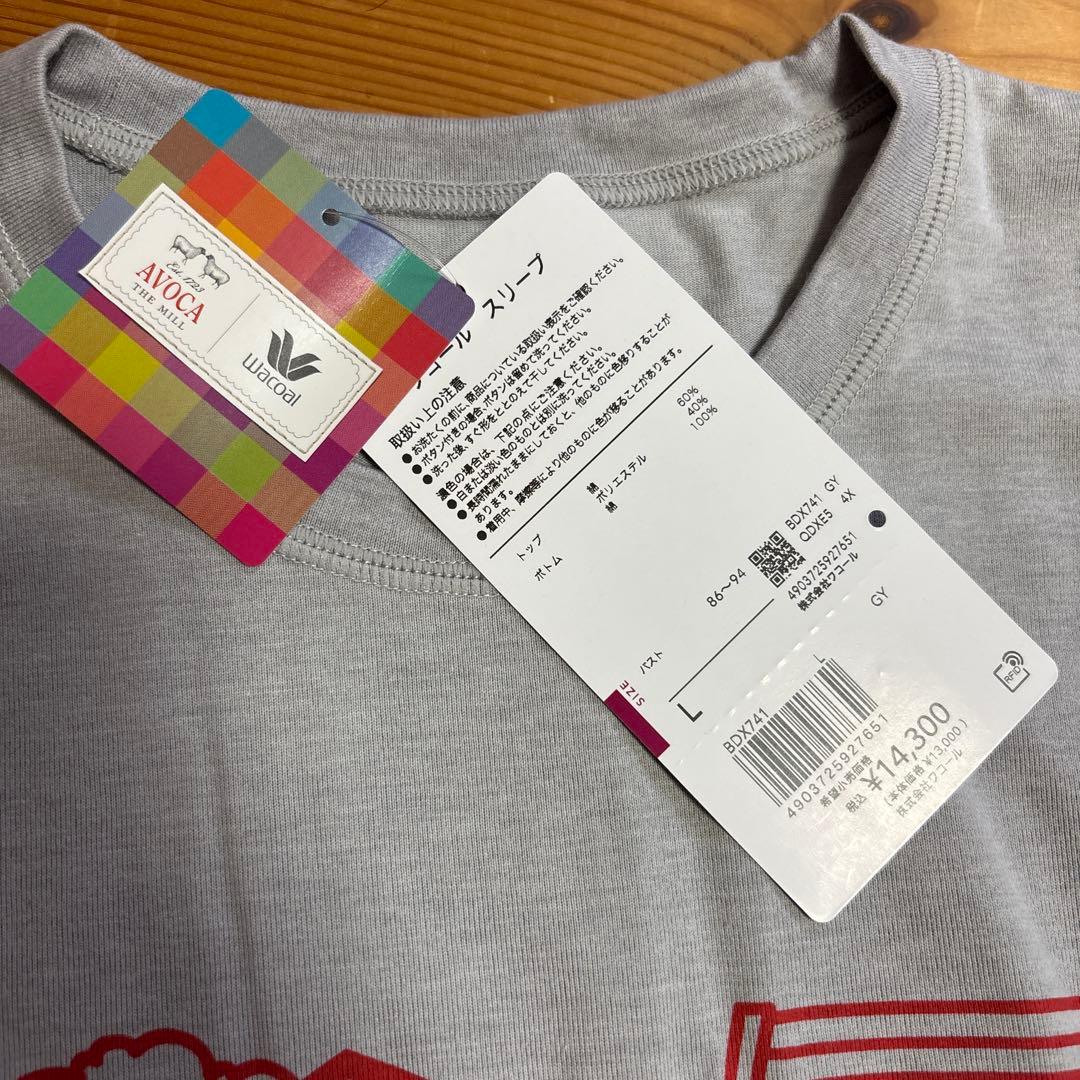 Est. 1723
AVOCA
THE MILL
Wacoal
コール スリープ
取扱い上の注意
●お洗たくの前に、商品についている取扱い表示をご確認ください。
●ボタン付きの場合、ボタンは留めて洗ってください。
●洗った後、すぐ形をととのえて干してください。
濃色の場合は、下記の点にご注意ください。
●白または淡い色のものとは別に洗ってください。
●長時間濡れたままにしておくと、他のものに色移りすることが
あります。
●着用中、摩擦等により他のものに色が移ることがあります。
トップ 綿 60%
ポリエステル 40%
ボトム 綿 100%
BDX741 GY
QDXE5 4X
4903725927651
株式会社ワコール
SIZE
バスト 86〜94
L
GY
BDX741 L
4903725927651
希望小売価格
税込 ¥14,300
(本体価格 ¥13,000)
株式会社ワコール
RFID